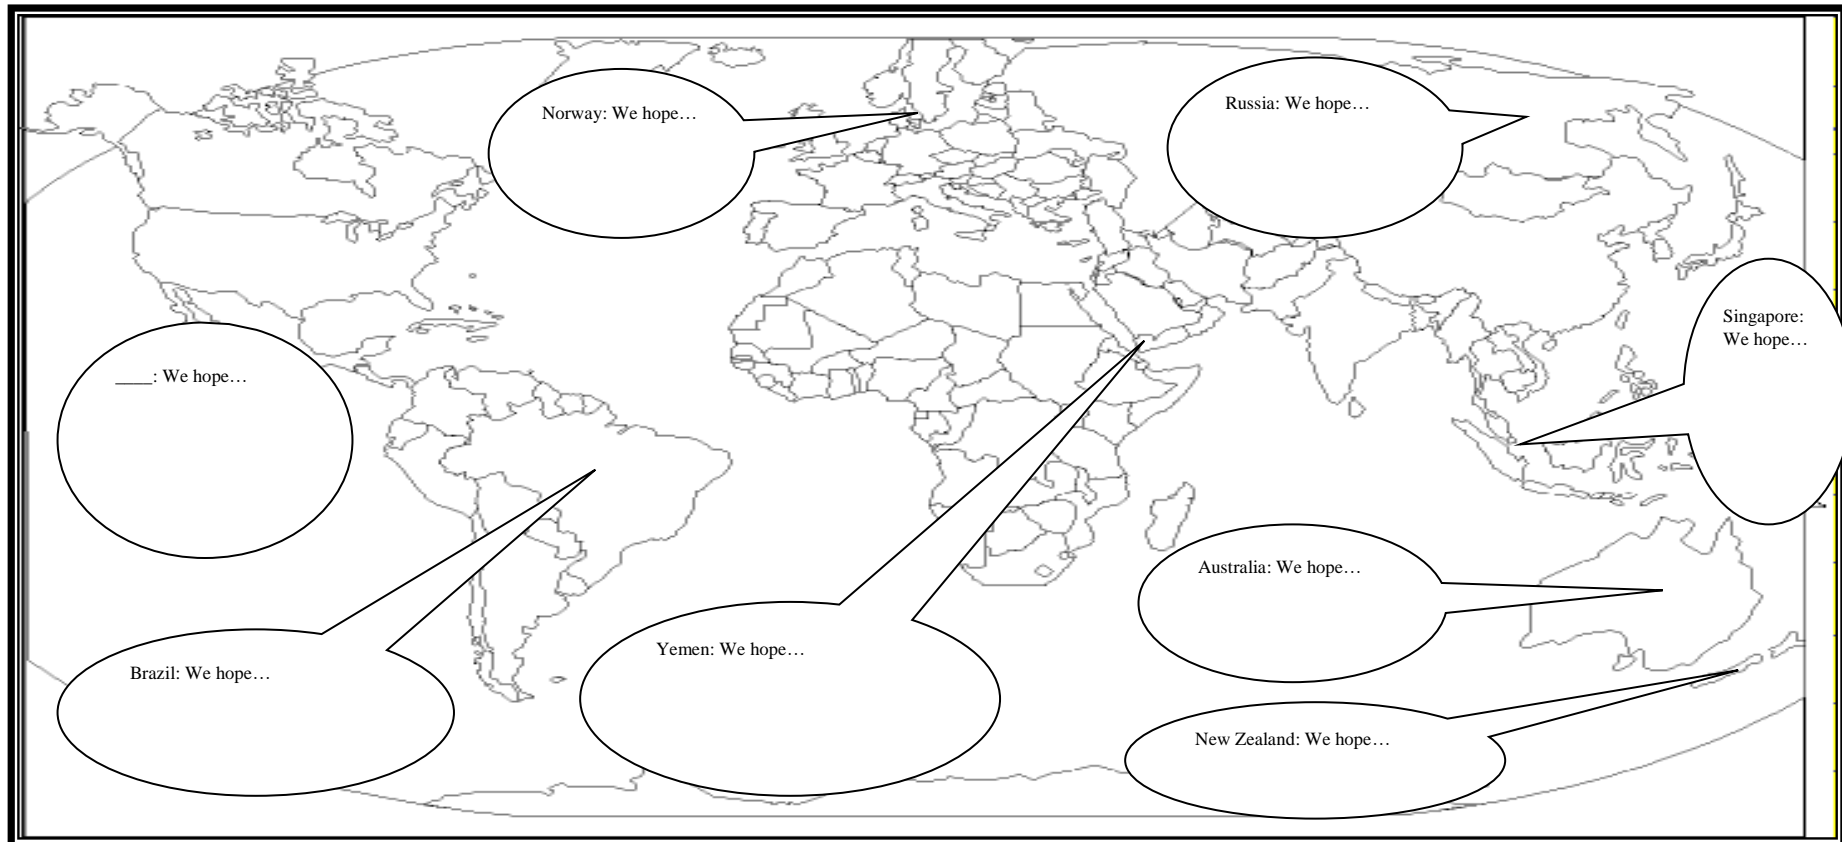 Norway: We hope…
Russia: We hope…
Singapore:
We hope…
____: We hope…
Australia: We hope…
Yemen: We hope…
Brazil: We hope…
New Zealand: We hope…